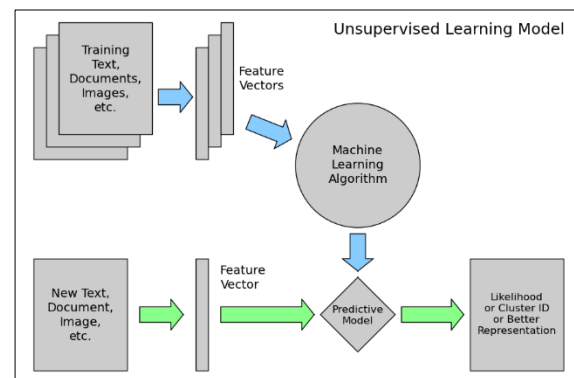 Unsupervised Learning Model
Training
Text,
Documents,
Images,
etc.
Feature
Vectors
Machine
Learning
Algorithm
New Text,
Document,
Image,
etc.
Feature
Vector
Predictive
Model
Likelihood
or Cluster ID
or Better
Representation